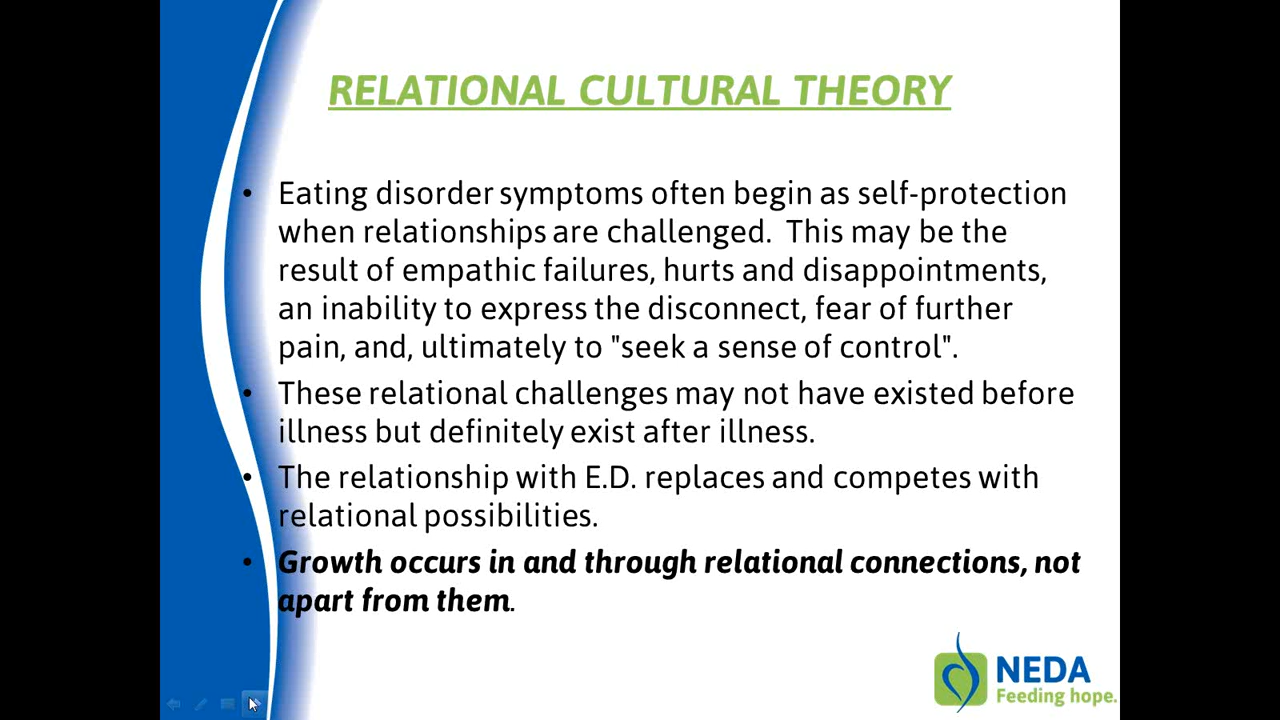 RELATIONAL CULTURAL THEORY
• Eating disorder symptoms often begin as self-protection
when relationships are challenged.  This may be the
result of empathic failures, hurts and disappointments,
an inability to express the disconnect, fear of further
pain, and, ultimately to "seek a sense of control".
• These relational challenges may not have existed before
illness but definitely exist after illness.
• The relationship with E.D. replaces and competes with
relational possibilities.
• Growth occurs in and through relational connections, not
apart from them.
NEDA
Feeding hope.